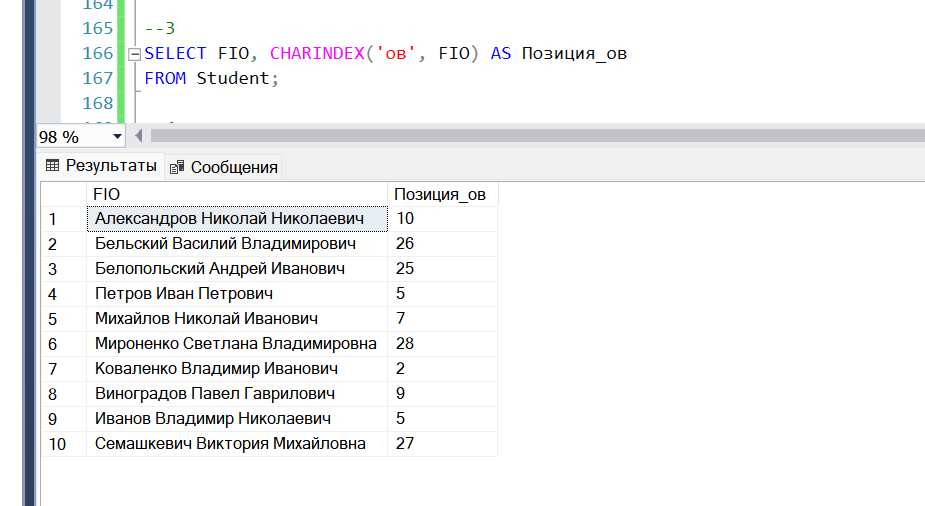 164
165 --3
166 SELECT FIO, CHARINDEX('ов', FIO) AS Позиция_ов
167 FROM Student;
168
98 %
Результаты Сообщения
FIO Позиция_ов
1 Александров Николай Николаевич 10
2 Бельский Василий Владимирович 26
3 Белопольский Андрей Иванович 25
4 Петров Иван Петрович 5
5 Михайлов Николай Иванович 7
6 Мироненко Светлана Владимировна 28
7 Коваленко Владимир Иванович 2
8 Виноградов Павел Гаврилович 9
9 Иванов Владимир Николаевич 5
10 Семашкевич Виктория Михайловна 27